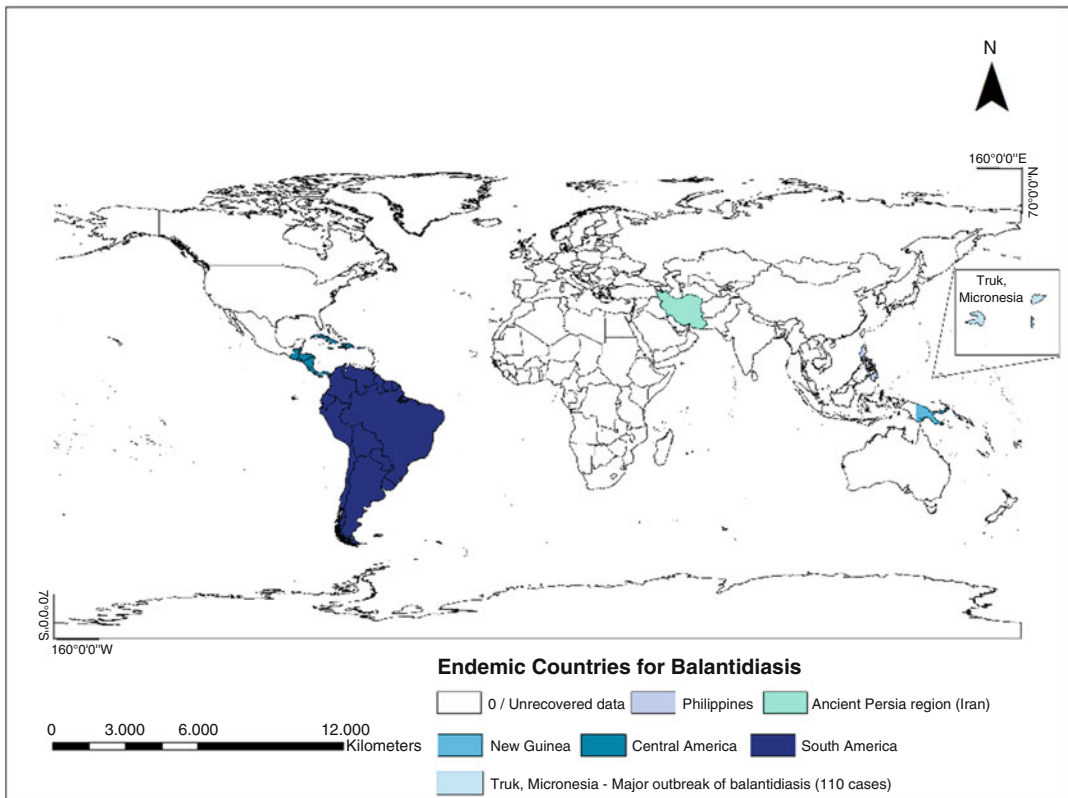 N
160°0'0"E
70°0'0"N
Truk,
Micronesia
70°0'0"S
160°0'0"W
Endemic Countries for Balantidiasis
0 / Unrecovered data
Philippines
Ancient Persia region (Iran)
0 3.000 6.000 12.000
Kilometers
New Guinea
Central America
South America
Truk, Micronesia - Major outbreak of balantidiasis (110 cases)